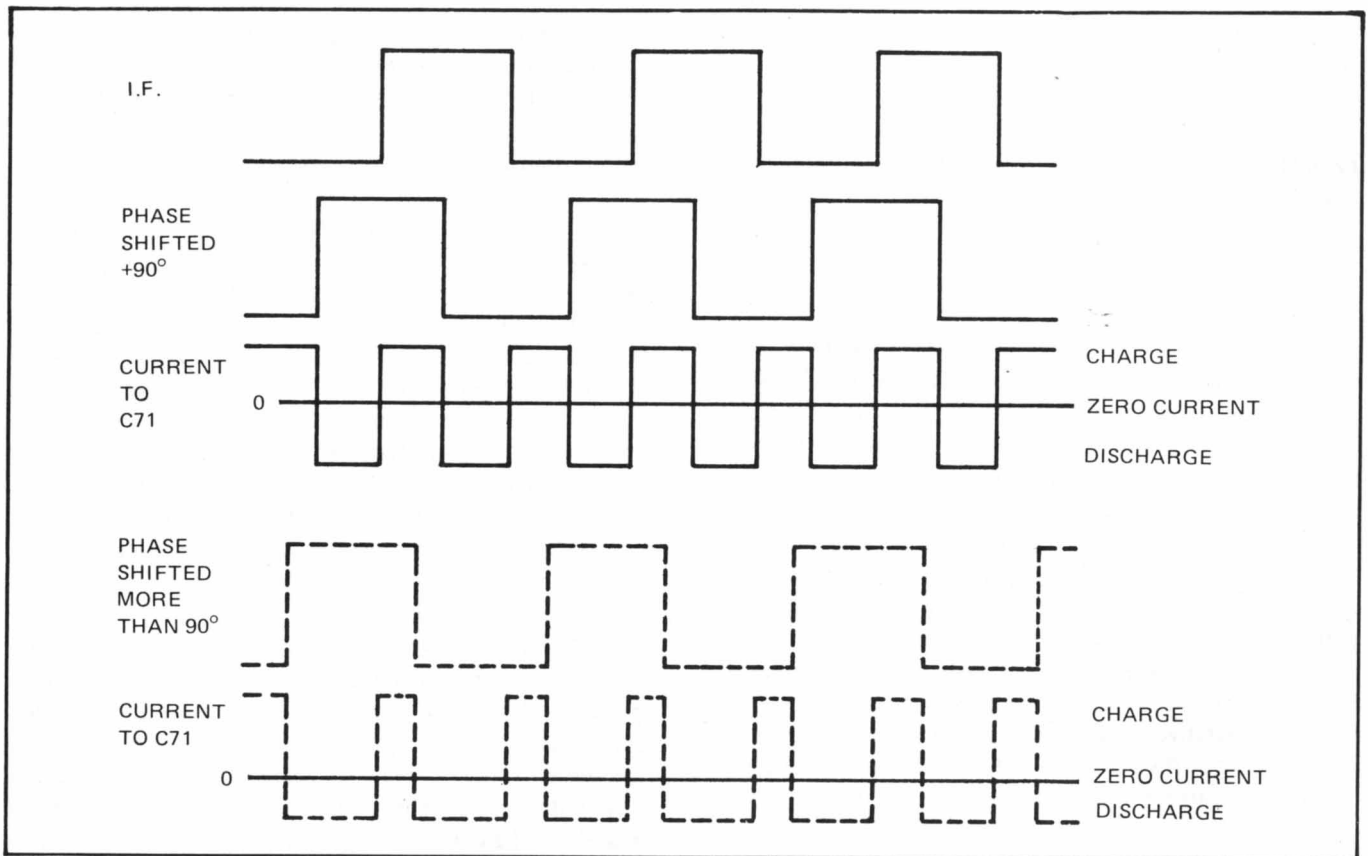 I.F.
PHASE
SHIFTED
+90°
CURRENT
TO
C71
0
CHARGE
ZERO CURRENT
DISCHARGE
PHASE
SHIFTED
MORE
THAN 90°
CURRENT
TO C71
0
CHARGE
ZERO CURRENT
DISCHARGE